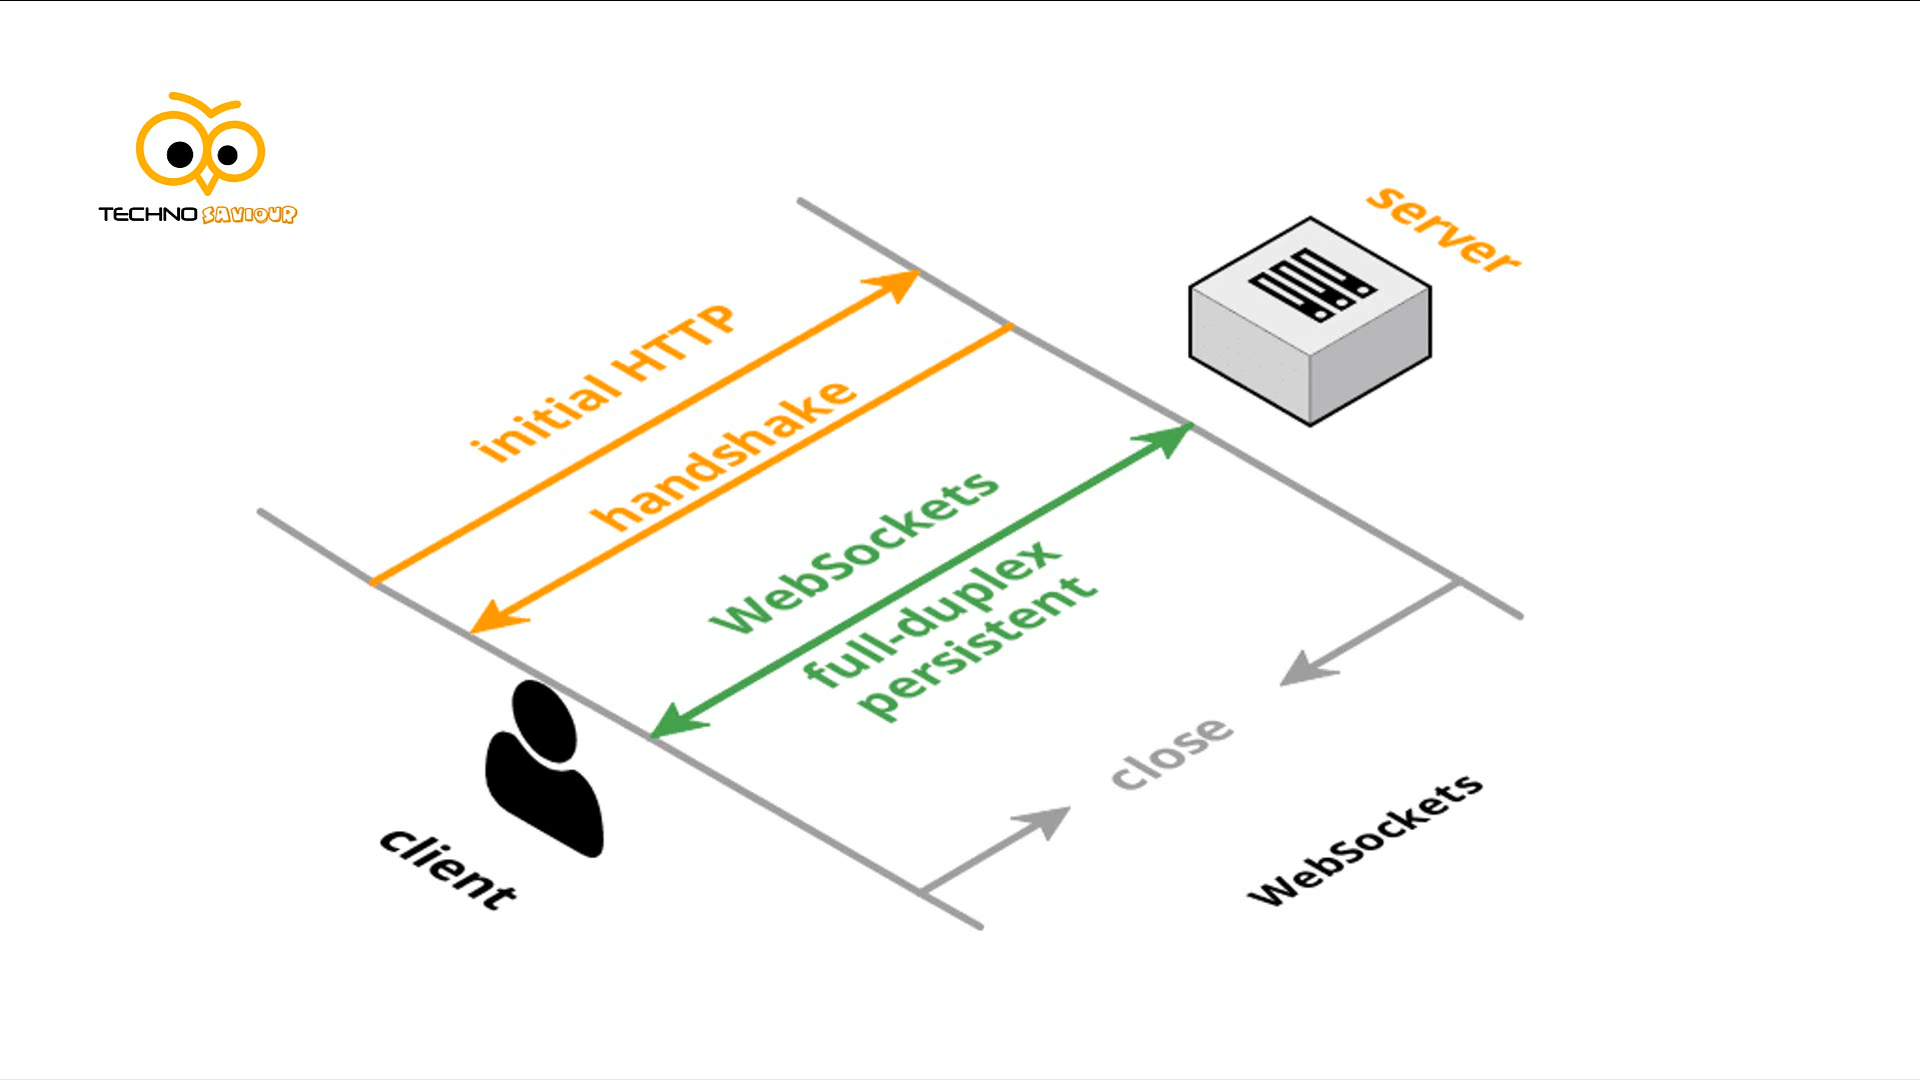 TECHNO SAVIOUR
server
initial HTTP
handshake
WebSockets
full-duplex
persistent
close
client
WebSockets